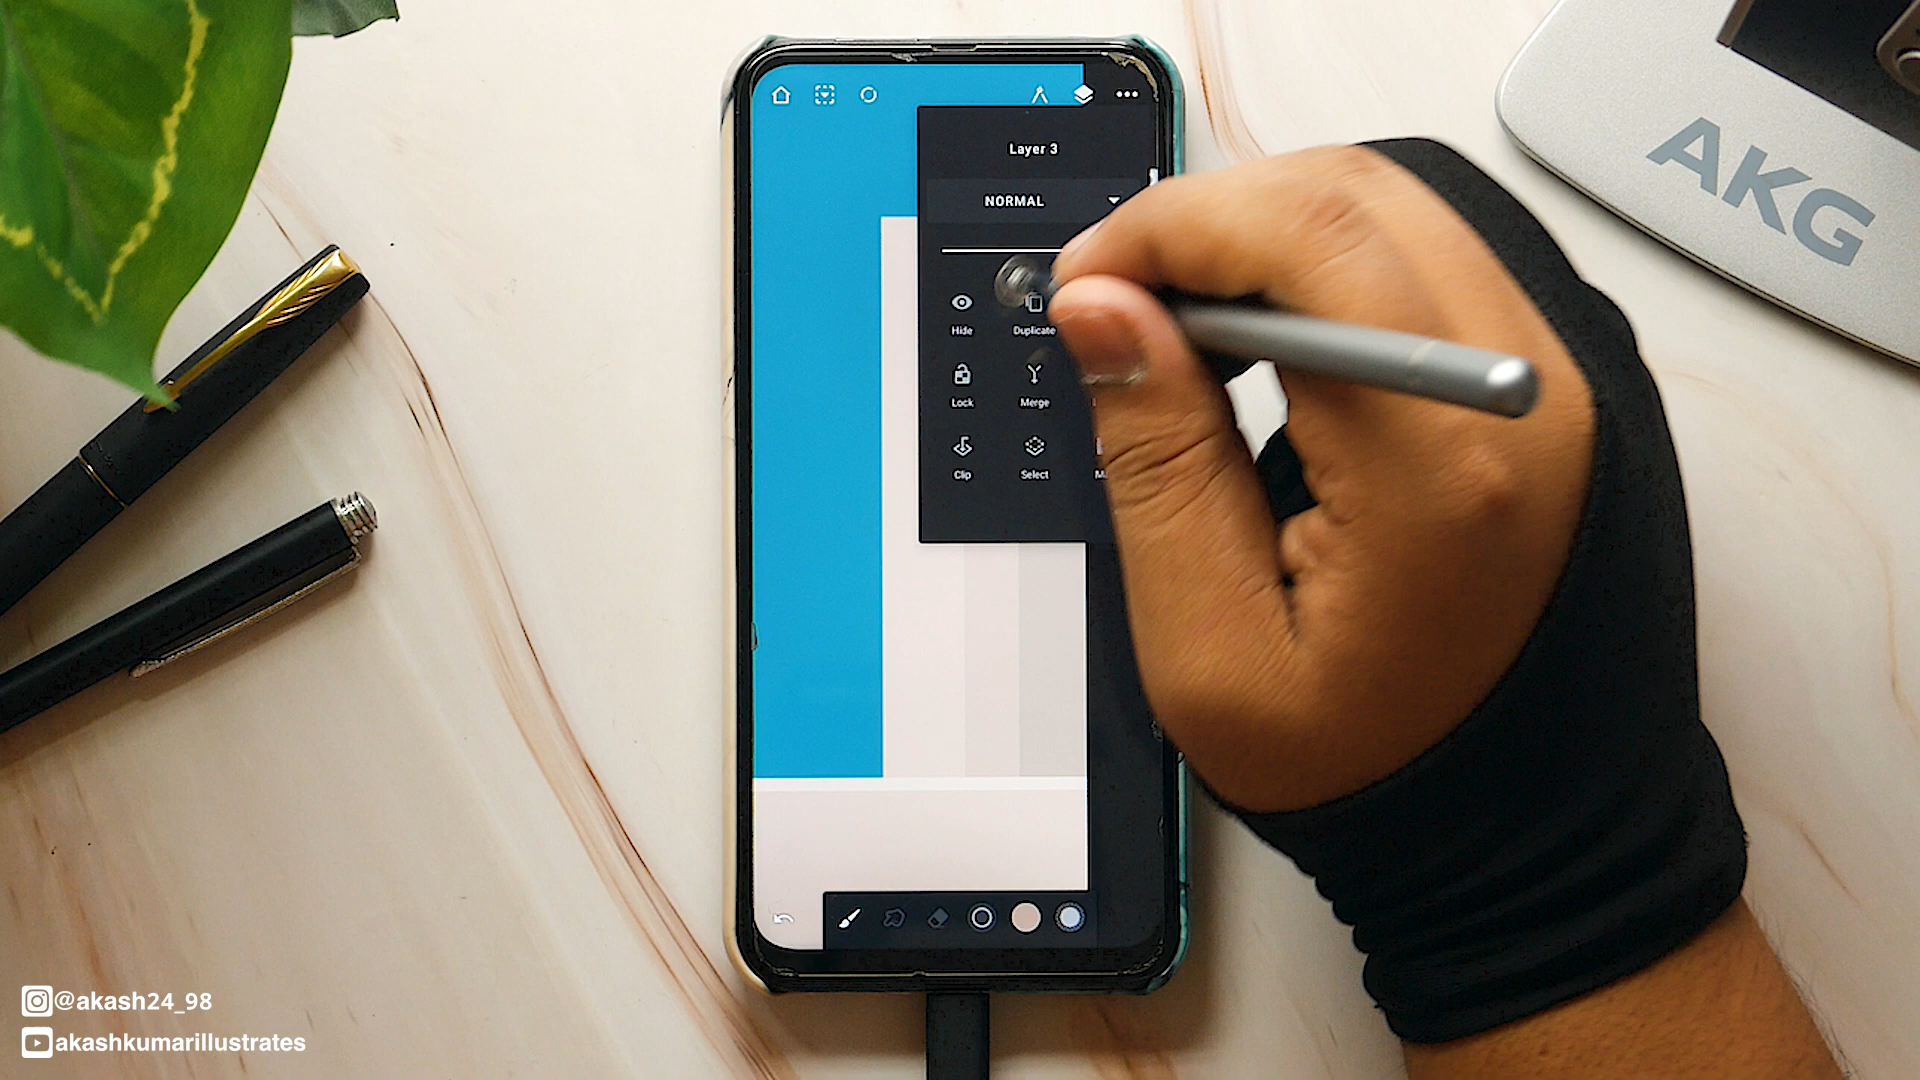 Layer 3
NORMAL
Hide
Duplicate
Lock
Merge
Clip
Select
AKG
@akash24_98
akashkumarillustrates